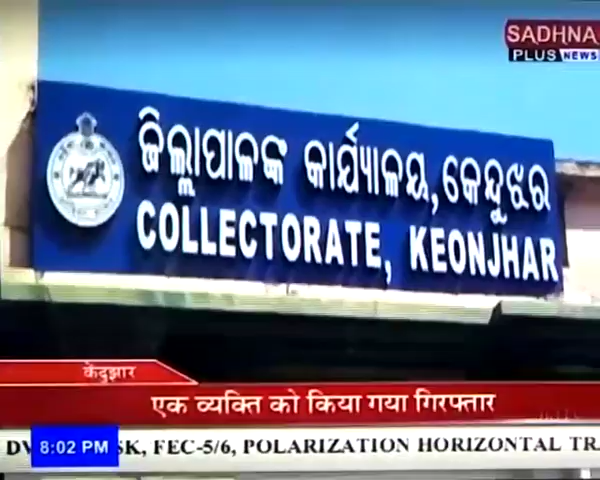 SADHNA
PLUS NEWS
ଜିଲ୍ଲାପାଳଙ୍କ କାର୍ଯ୍ୟାଳୟ, କେନ୍ଦୁଝର
COLLECTORATE, KEONJHAR
केंदुझार
एक व्यक्ति को किया गया गिरफ्तार
8:02 PM SK, FEC-5/6, POLARIZATION HORIZONTAL TRA